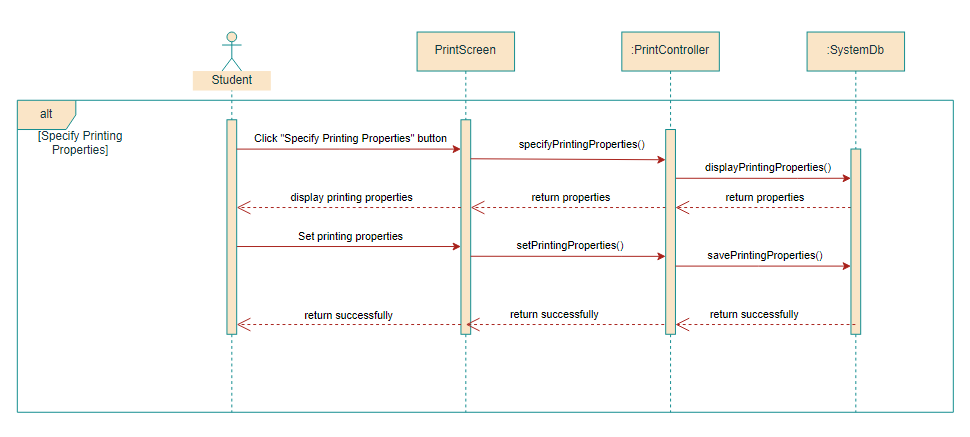 PrintScreen
:PrintController
:SystemDb
Student
alt
[Specify Printing
Properties]
Click "Specify Printing Properties" button
specifyPrintingProperties()
displayPrintingProperties()
display printing properties
return properties
return properties
Set printing properties
setPrintingProperties()
savePrintingProperties()
return successfully
return successfully
return successfully